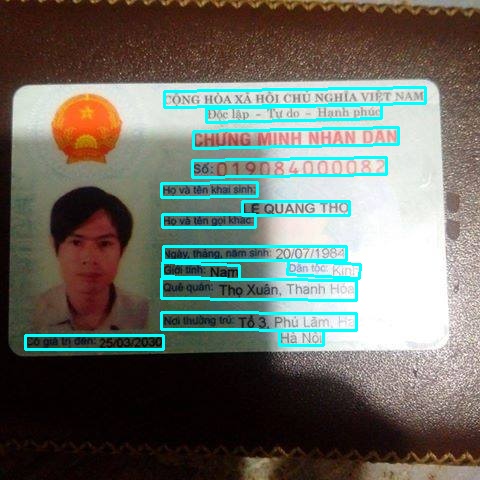 CỘNG HÒA XÃ HỘI CHỦ NGHĨA VIỆT NAM
Độc lập - Tự do - Hạnh phúc
CHỨNG MINH NHÂN DÂN
Số: 019084000082
Họ và tên khai sinh:
LÊ QUANG THỌ
Họ và tên gọi khác:
Ngày, tháng, năm sinh: 20/07/1984
Giới tính: Nam Dân tộc: Kinh
Quê quán: Thọ Xuân, Thanh Hóa
Nơi thường trú: Tổ 3, Phú Lãm,
Hà Nội
Có giá trị đến: 25/03/2030